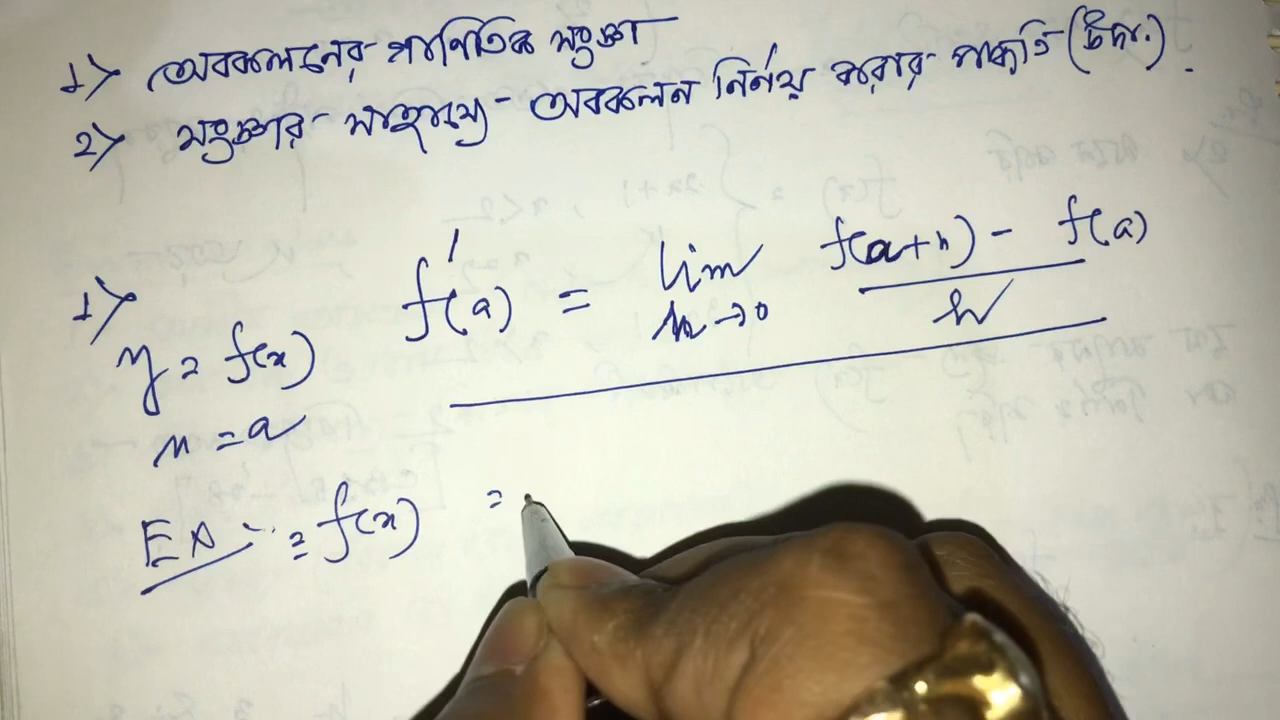 1> অবকলনের গাণিতিক সংজ্ঞা
2> সংজ্ঞার সাহায্যে অবকলন নির্ণয় করার পদ্ধতি (উদা.).
1>
f'(a) = lim h→0 f(a+h) - f(a) / h
y = f(x)
x = a
Ex :- = f(x) =